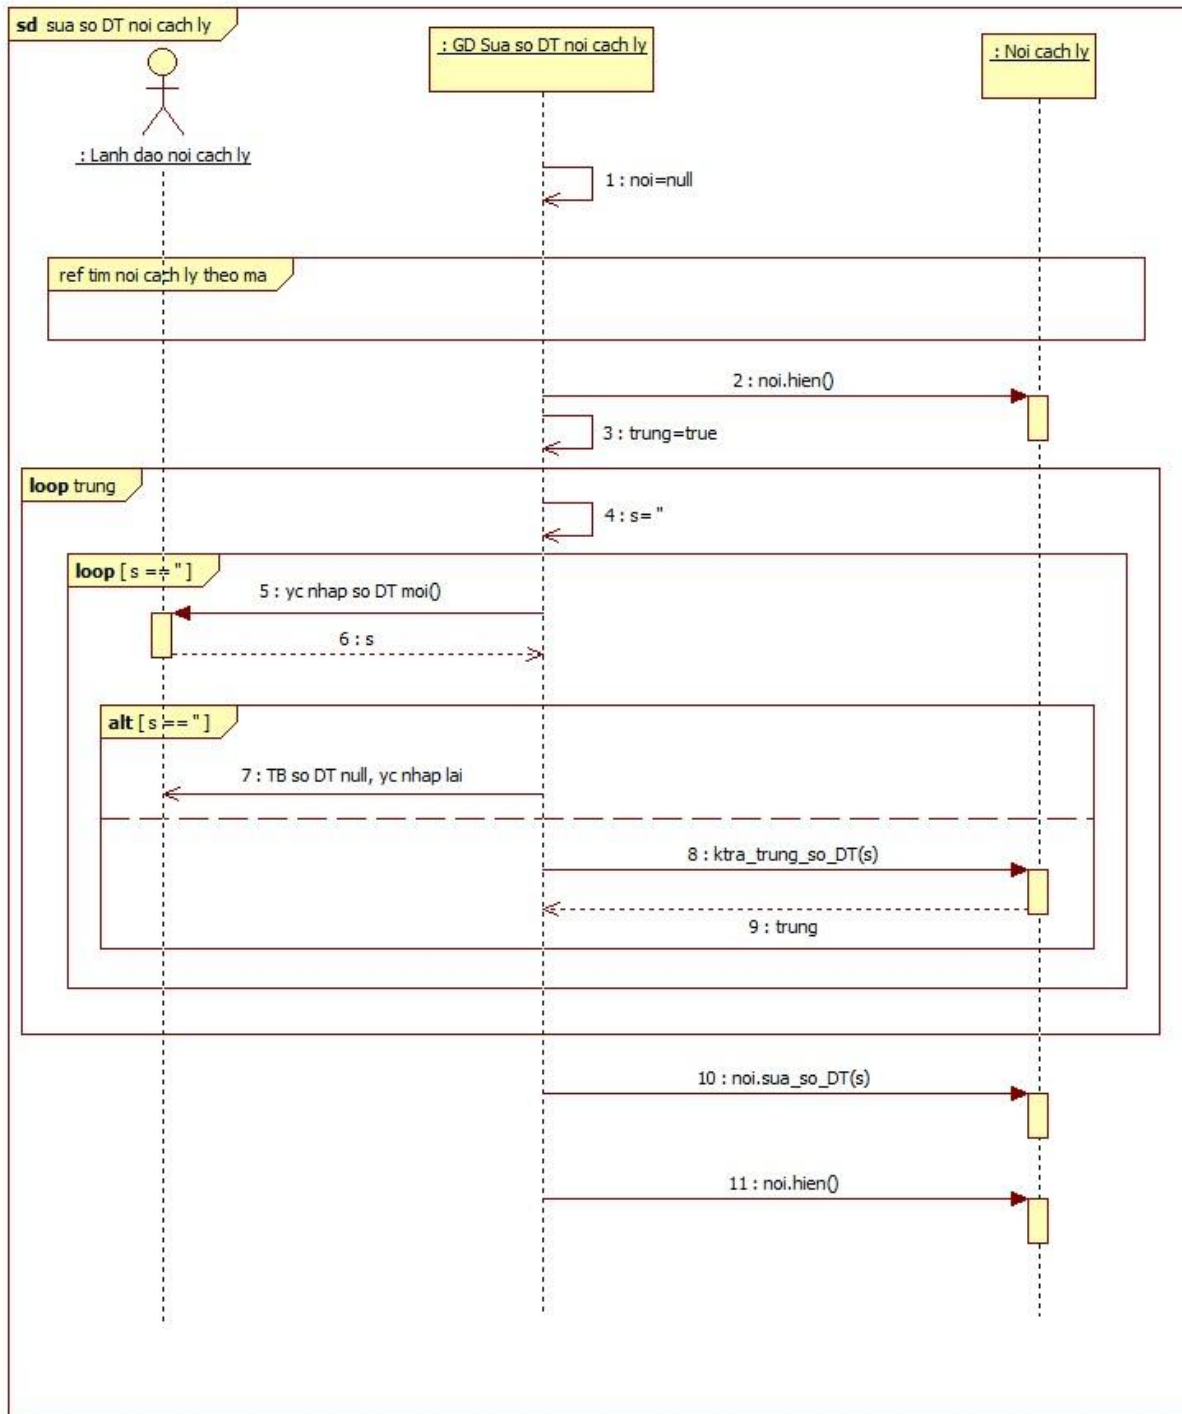 sd sua so DT noi cach ly
: GD Sua so DT noi cach ly
: Noi cach ly
: Lanh dao noi cach ly
1 : noi=null
ref tim noi cach ly theo ma
2 : noi.hien()
3 : trung=true
loop trung
4 : s= "
loop [ s == " ]
5 : yc nhap so DT moi()
6 : s
alt [ s == " ]
7 : TB so DT null, yc nhap lai
8 : ktra_trung_so_DT(s)
9 : trung
10 : noi.sua_so_DT(s)
11 : noi.hien()